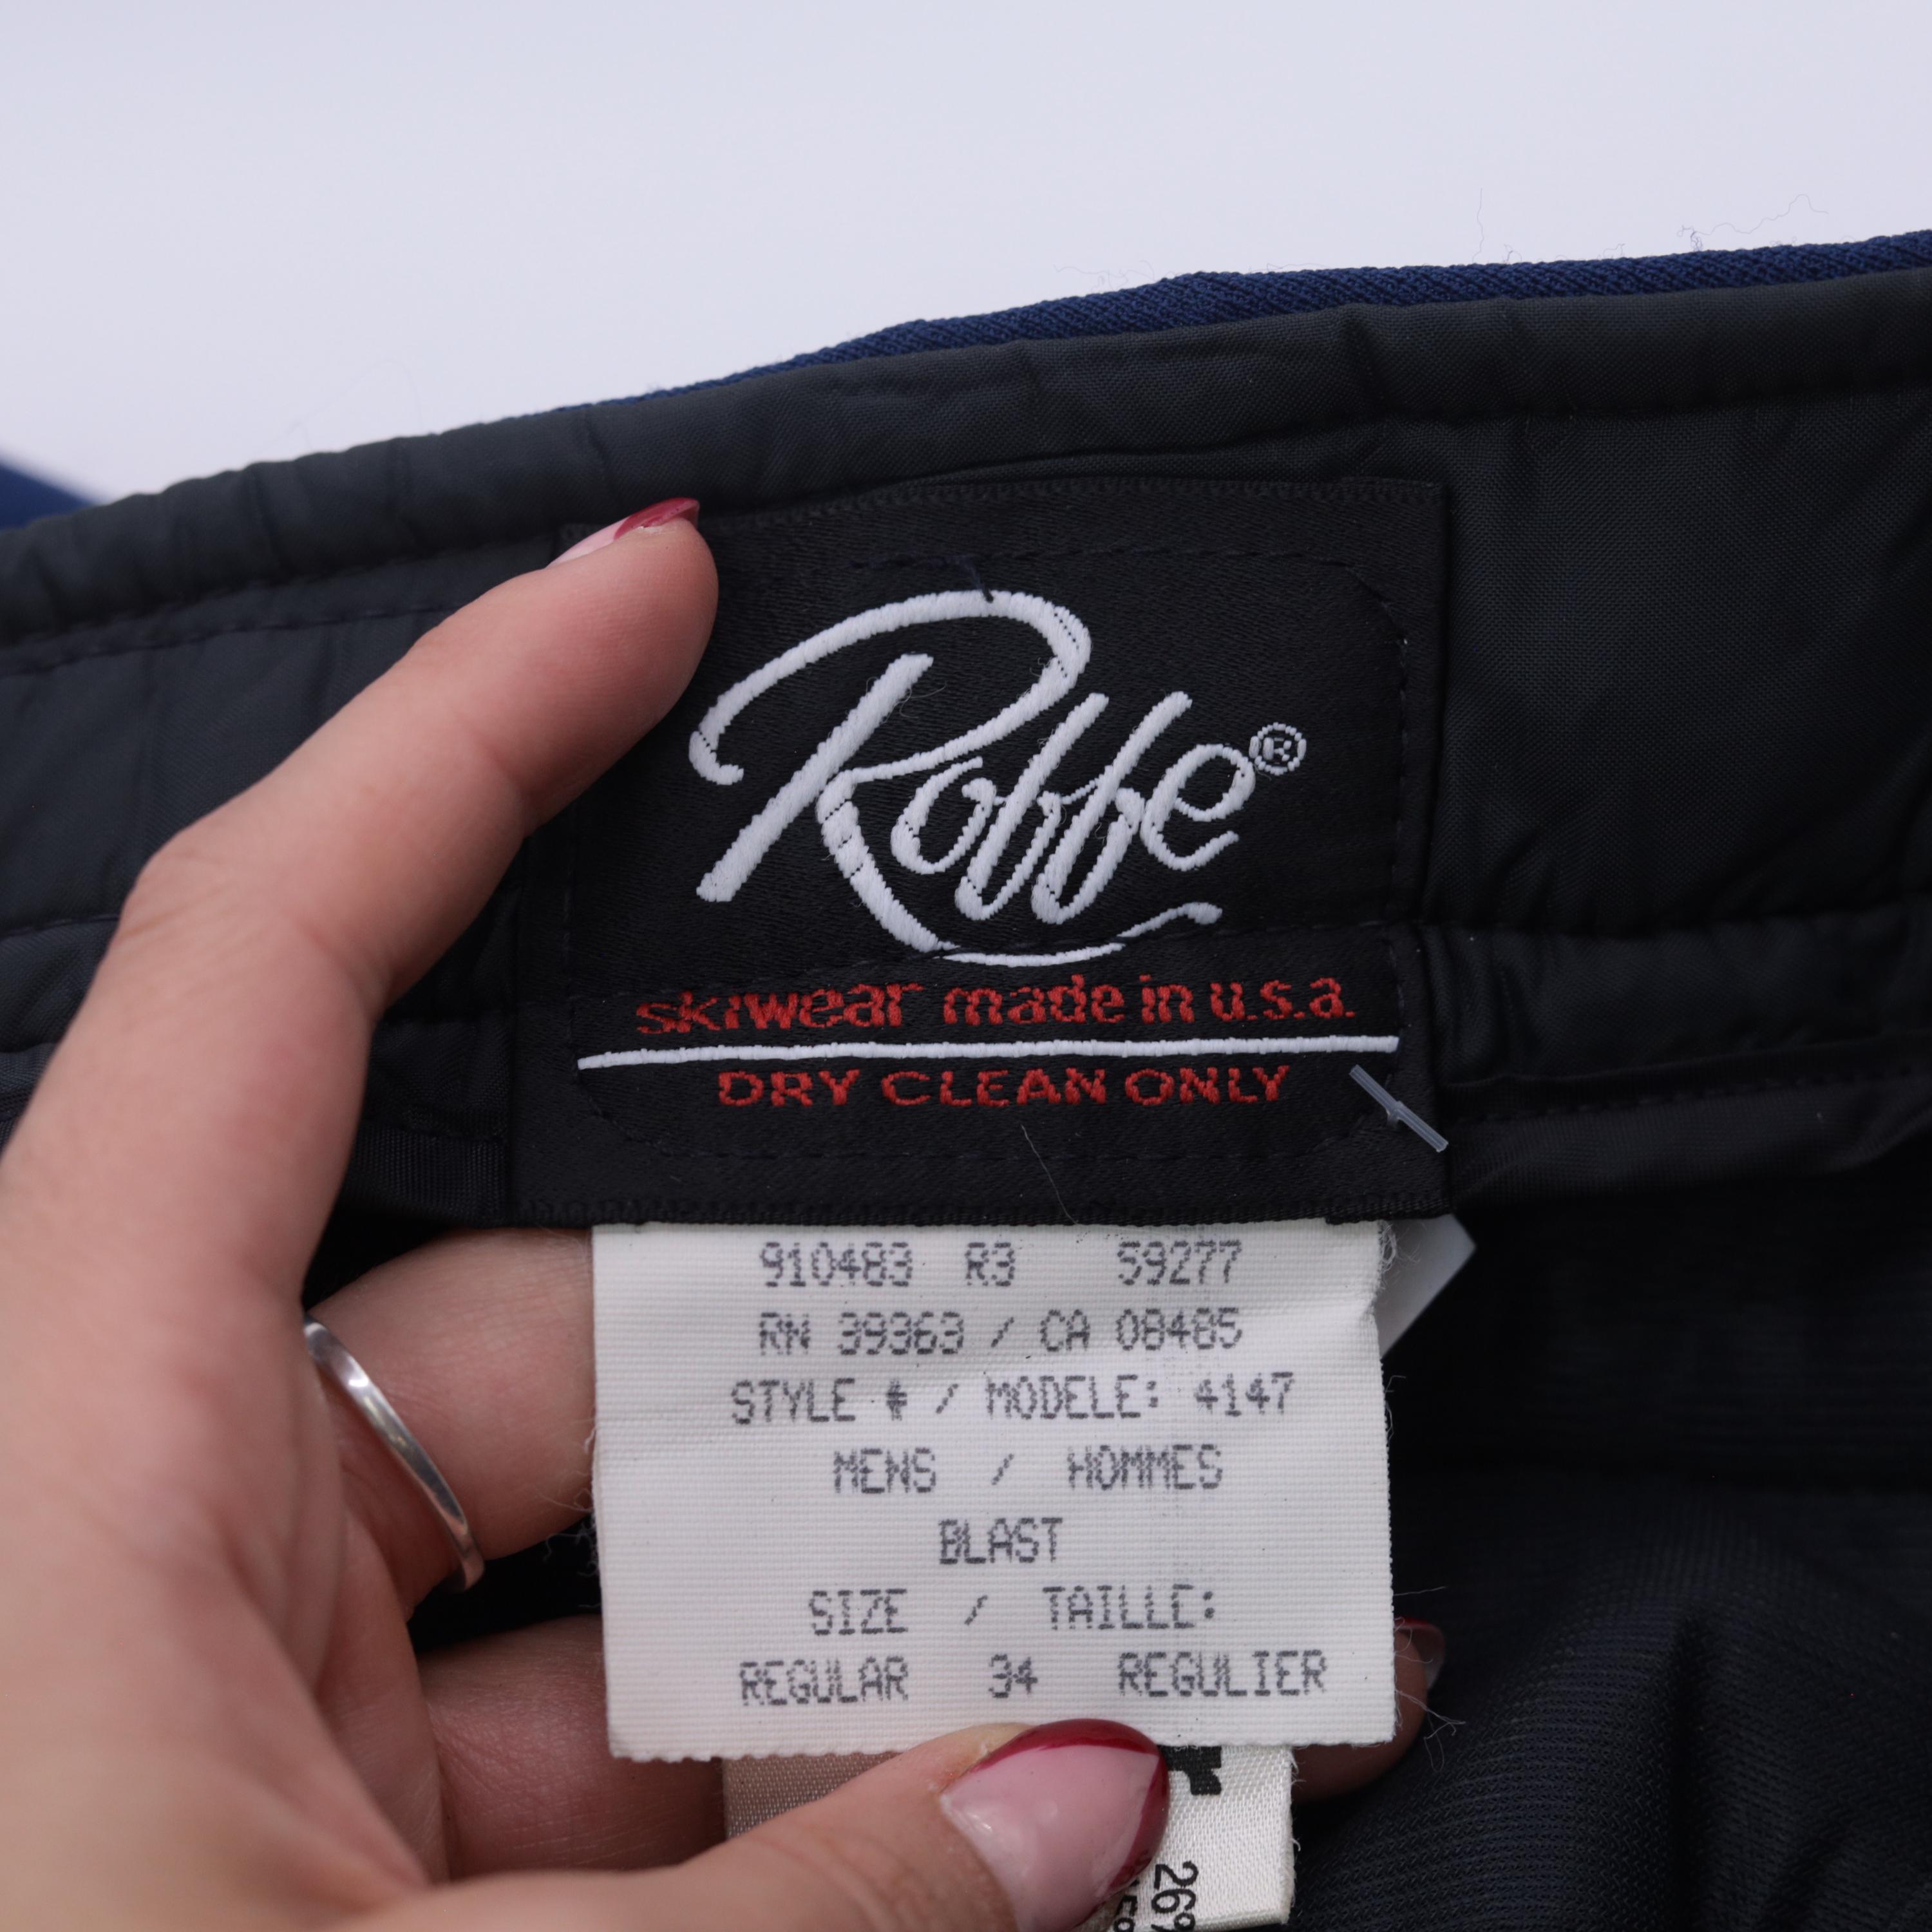 Roffe®
skiwear made in u.s.a.
DRY CLEAN ONLY
910483 R3 59277
RN 39363 / CA 08485
STYLE # / MODELE: 4147
MENS / HOMMES
BLAST
SIZE / TAILLE:
REGULAR 34 REGULIER